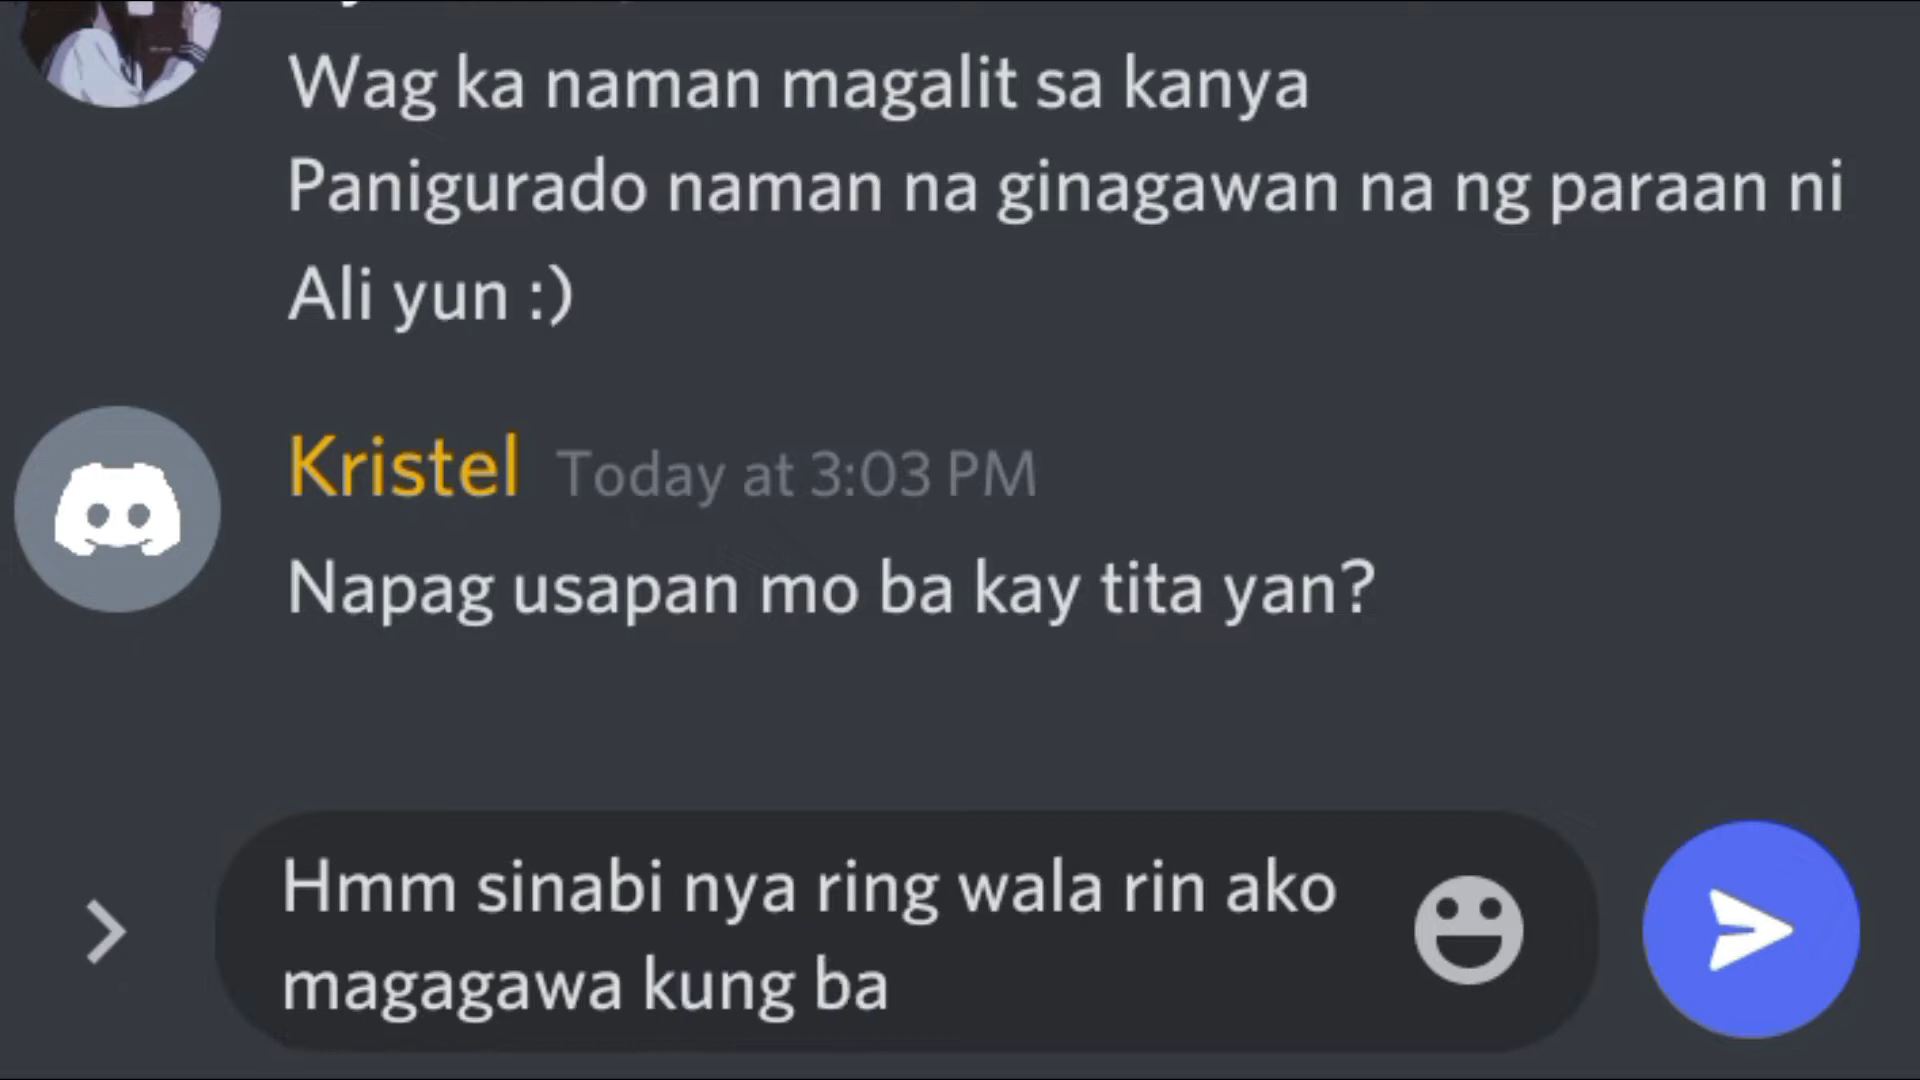 Wag ka naman magalit sa kanya
Panigurado naman na ginagawan na ng paraan ni
Ali yun :)
Kristel Today at 3:03 PM
Napag usapan mo ba kay tita yan?
Hmm sinabi nya ring wala rin ako
magagawa kung ba